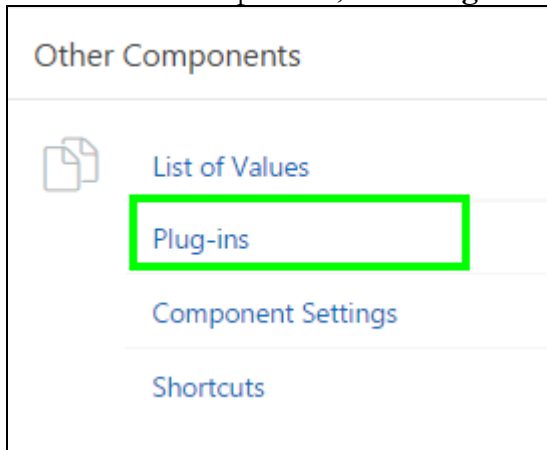 Other Components
List of Values
Plug-ins
Component Settings
Shortcuts